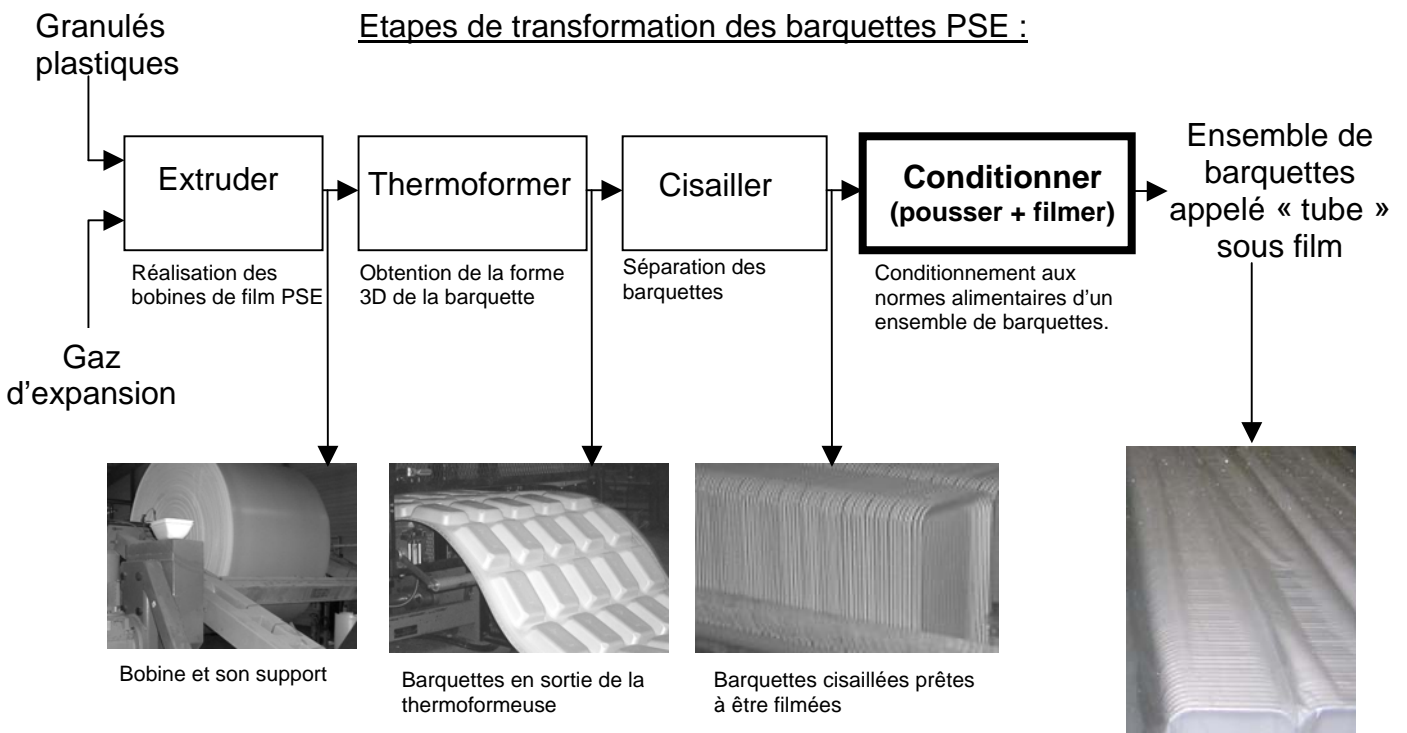 Etapes de transformation des barquettes PSE :
Granulés
plastiques
Gaz
d'expansion
Extruder
Réalisation des
bobines de film PSE
Thermoformer
Obtention de la forme
3D de la barquette
Cisailler
Séparation des
barquettes
Conditionner
(pousser + filmer)
Conditionnement aux
normes alimentaires d'un
ensemble de barquettes.
Ensemble de
barquettes
appelé « tube »
sous film
Bobine et son support
Barquettes en sortie de la
thermoformeuse
Barquettes cisaillées prêtes
à être filmées